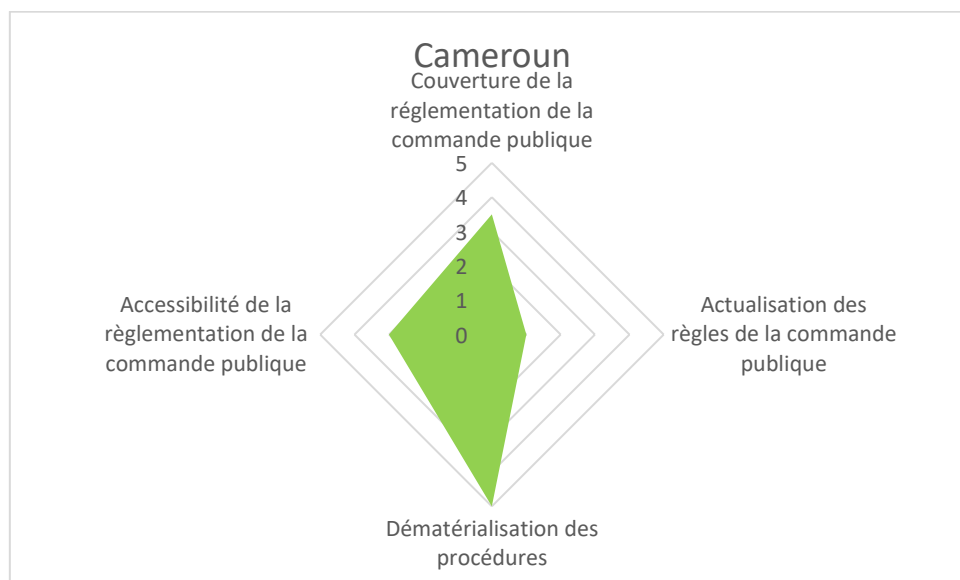 Cameroun
Couverture de la
réglementation de la
commande publique
5
4
3
2
1
0
Accessibilité de la
règlementation de la
commande publique
Actualisation des
règles de la commande
publique
Dématérialisation des
procédures